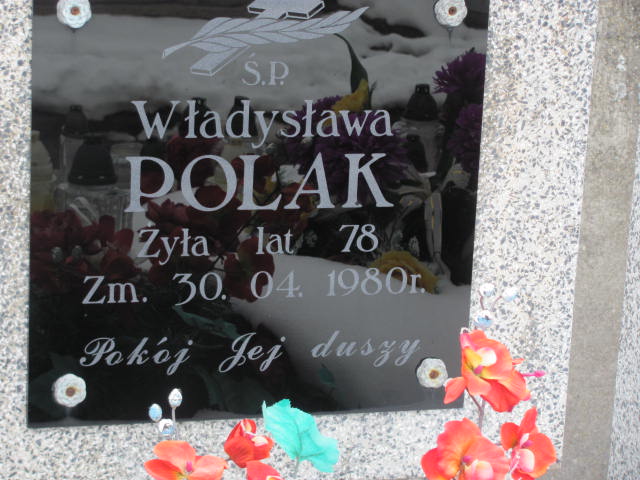 Ś.P.
Władysława
POLAK
Żyła lat 78
Zm. 30. 04. 1980r.
Pokój Jej duszy